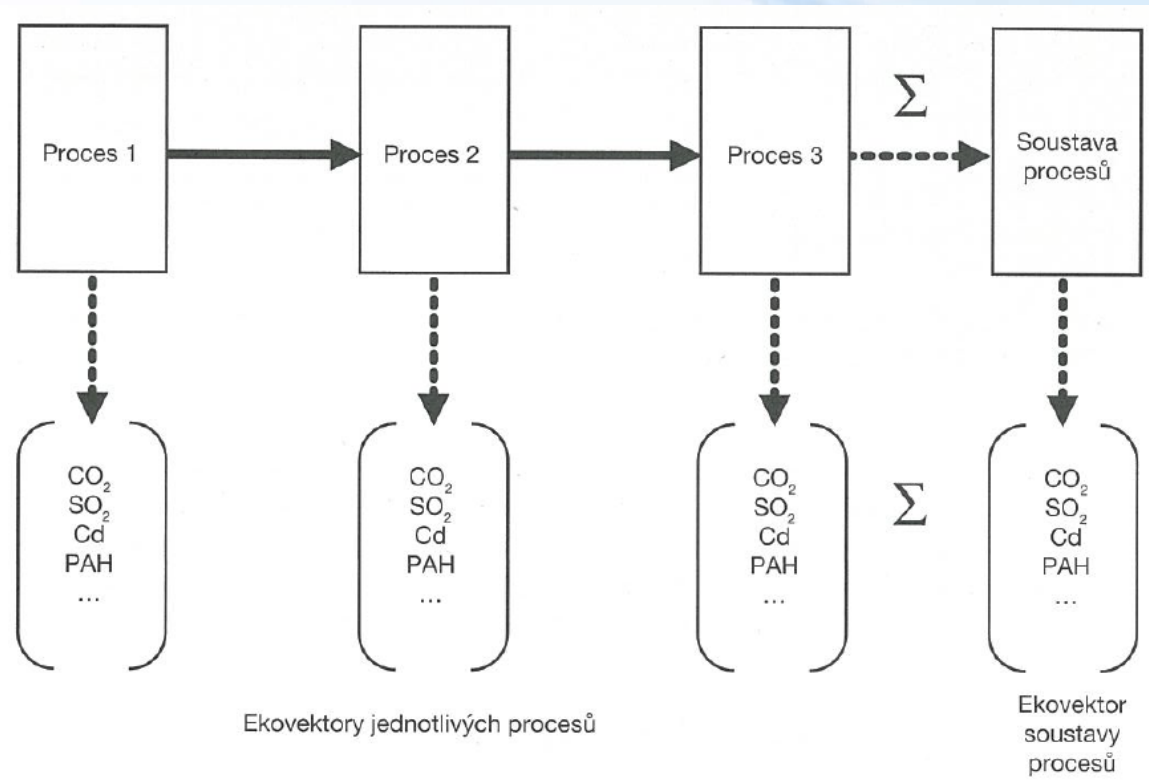 Proces 1
Proces 2
Proces 3
Σ
Soustava
procesů
CO₂
SO₂
Cd
PAH
...
CO₂
SO₂
Cd
PAH
...
CO₂
SO₂
Cd
PAH
...
Σ
CO₂
SO₂
Cd
PAH
...
Ekovektory jednotlivých procesů
Ekovektor
soustavy
procesů